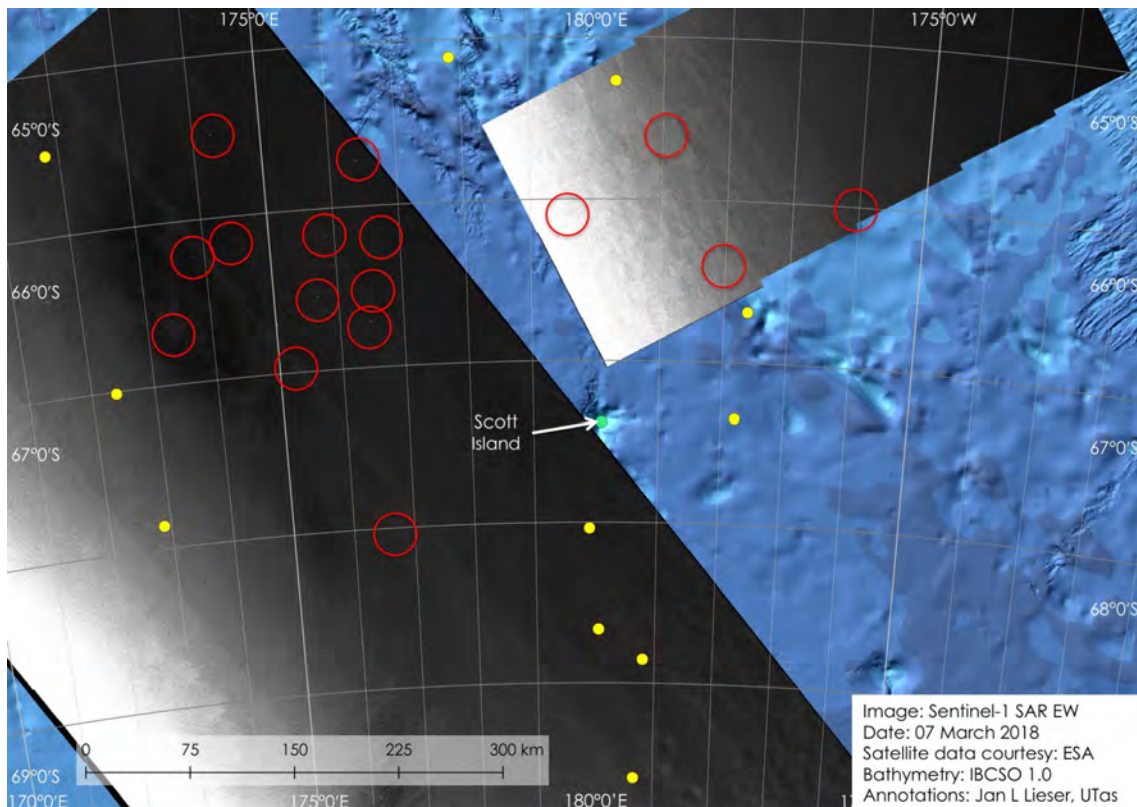 175°0'E
180°0'E
175°0'W
65°0'S
65°0'S
66°0'S
66°0'S
Scott
Island
67°0'S
67°0'S
68°0'S
0 75 150 225 300 km
69°0'S
170°0'E
175°0'E
180°0'E
Image: Sentinel-1 SAR EW
Date: 07 March 2018
Satellite data courtesy: ESA
Bathymetry: IBCSO 1.0
Annotations: Jan L Lieser, UTas